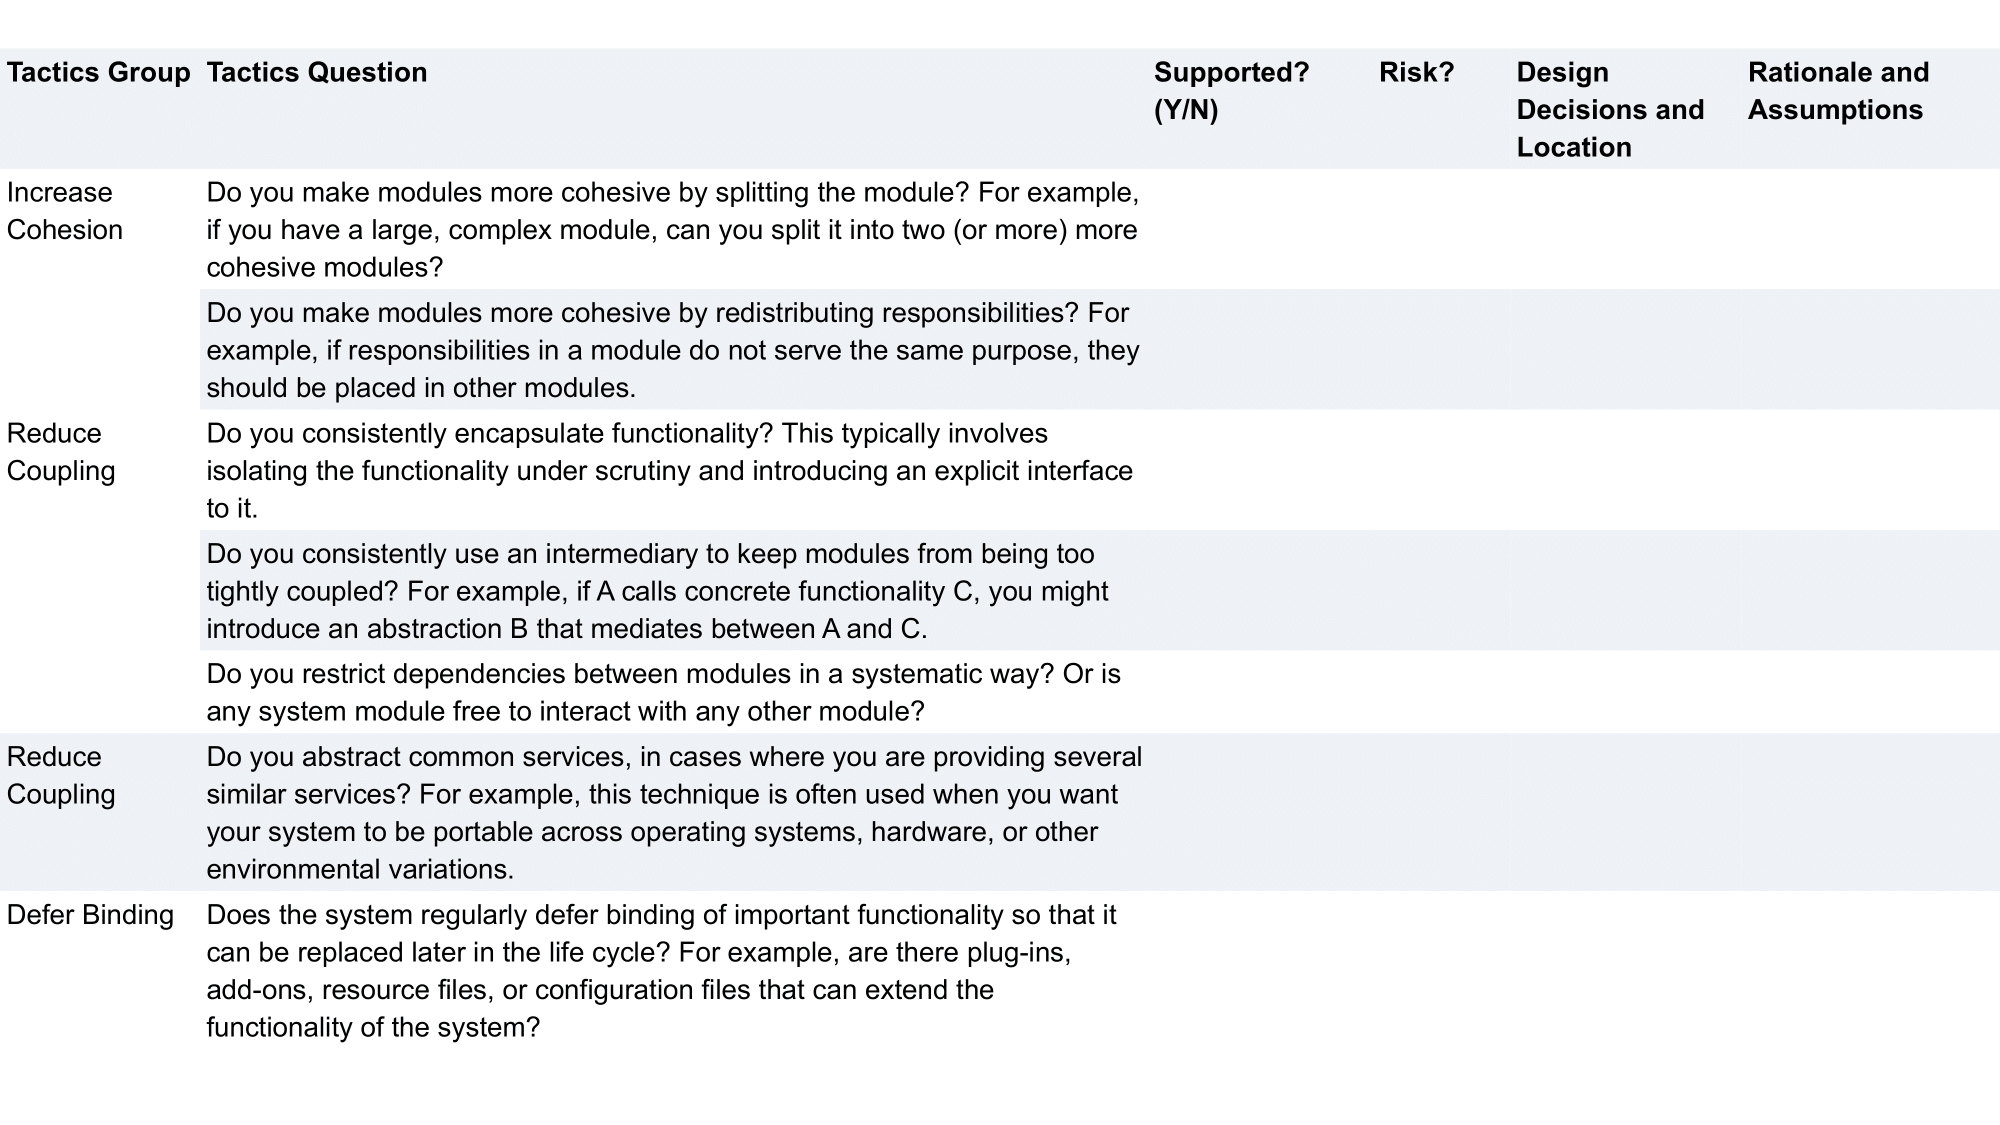 Tactics Group Tactics Question Supported? (Y/N) Risk? Design Decisions and Location Rationale and Assumptions
Increase Cohesion
Do you make modules more cohesive by splitting the module? For example,
if you have a large, complex module, can you split it into two (or more) more
cohesive modules?
Do you make modules more cohesive by redistributing responsibilities? For
example, if responsibilities in a module do not serve the same purpose, they
should be placed in other modules.
Reduce Coupling
Do you consistently encapsulate functionality? This typically involves
isolating the functionality under scrutiny and introducing an explicit interface
to it.
Do you consistently use an intermediary to keep modules from being too
tightly coupled? For example, if A calls concrete functionality C, you might
introduce an abstraction B that mediates between A and C.
Do you restrict dependencies between modules in a systematic way? Or is
any system module free to interact with any other module?
Reduce Coupling
Do you abstract common services, in cases where you are providing several
similar services? For example, this technique is often used when you want
your system to be portable across operating systems, hardware, or other
environmental variations.
Defer Binding
Does the system regularly defer binding of important functionality so that it
can be replaced later in the life cycle? For example, are there plug-ins,
add-ons, resource files, or configuration files that can extend the
functionality of the system?